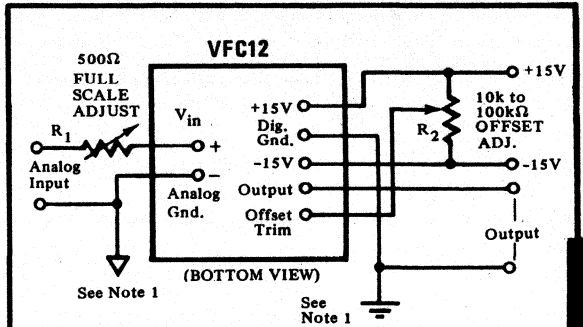 VFC12
500Ω
FULL
SCALE
ADJUST
R1
Analog
Input
Vin
+
−
Analog
Gnd.
+15V
Dig.
Gnd.
-15V
Output
Offset
Trim
+15V
10k to
100kΩ
OFFSET
ADJ.
R2
-15V
Output
(BOTTOM VIEW)
See Note 1
See
Note 1